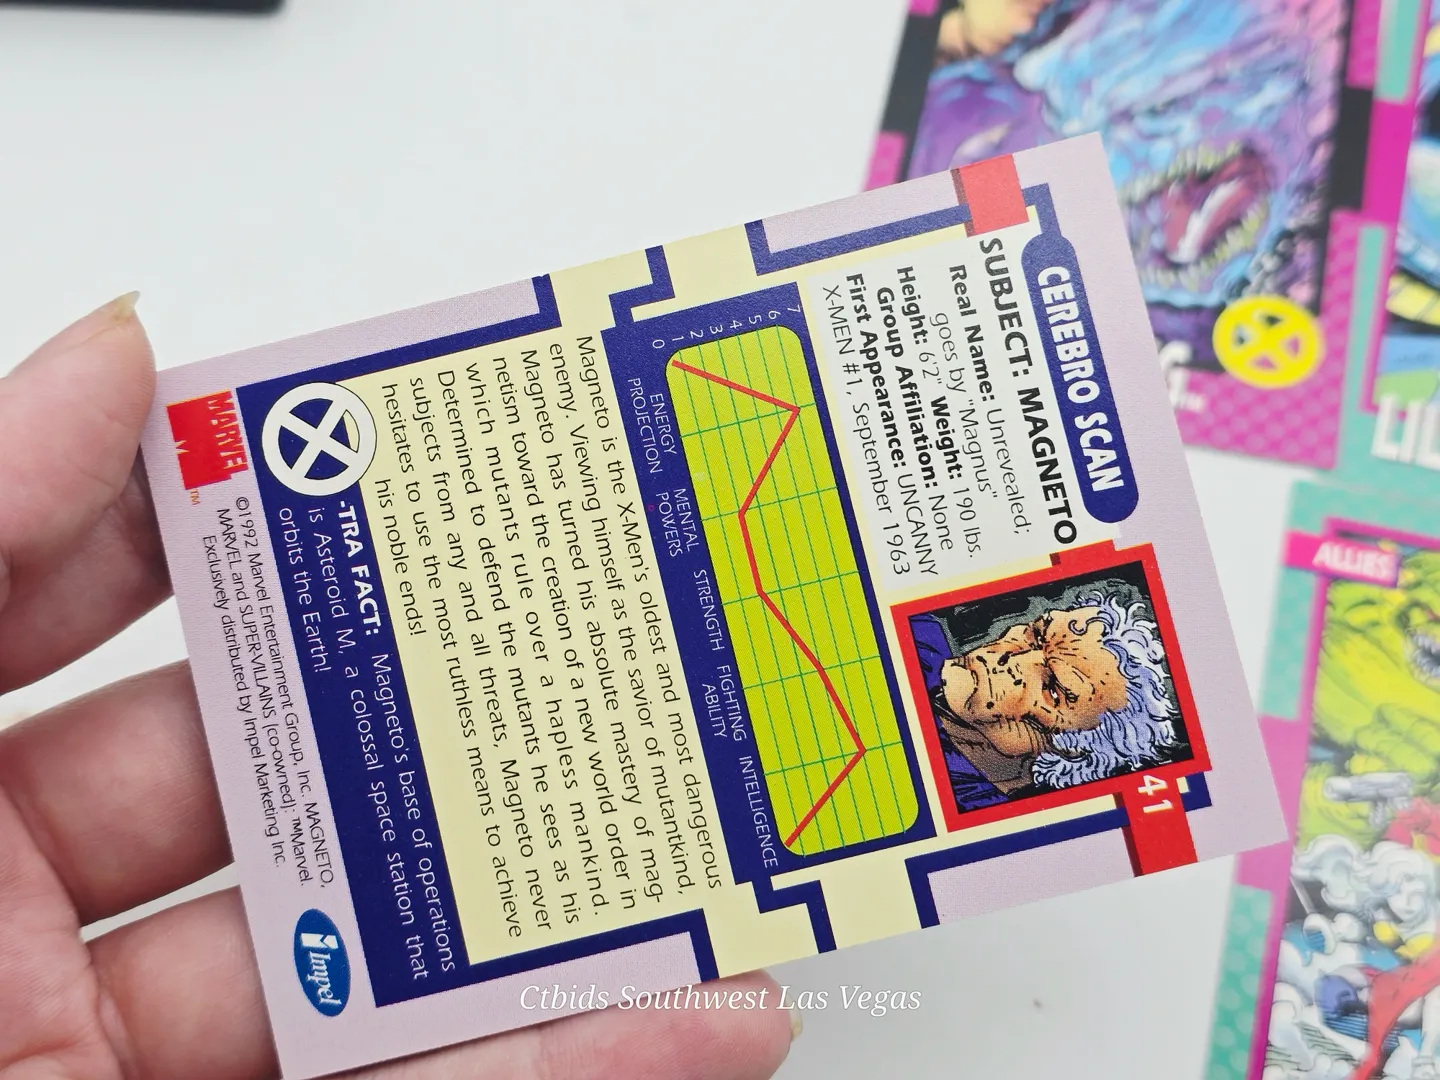 CEREBRO SCAN
SUBJECT: MAGNETO
Real Name: Unrevealed;
goes by "Magnus"
Height: 6'2" Weight: 190 lbs.
Group Affiliation: None
First Appearance: UNCANNY
X-MEN #1, September 1963
41
7
6
5
4
3
2
1
0
ENERGY
PROJECTION
MENTAL
POWERS
STRENGTH
FIGHTING
ABILITY
INTELLIGENCE
Magneto is the X-Men's oldest and most dangerous
enemy. Viewing himself as the savior of mutantkind,
Magneto has turned his absolute mastery of mag-
netism toward the creation of a new world order in
which mutants rule over a hapless mankind.
Determined to defend the mutants he sees as his
subjects from any and all threats, Magneto never
hesitates to use the most ruthless means to achieve
his noble ends!
X-TRA FACT: Magneto's base of operations
is Asteroid M, a colossal space station that
orbits the Earth!
MARVEL
TM
©1992 Marvel Entertainment Group, Inc. MAGNETO,
MARVEL and SUPER-VILLAINS (co-owned): TMMarvel.
Exclusively distributed by Impel Marketing Inc.
Impel
ALLIES
Ctbids Southwest Las Vegas